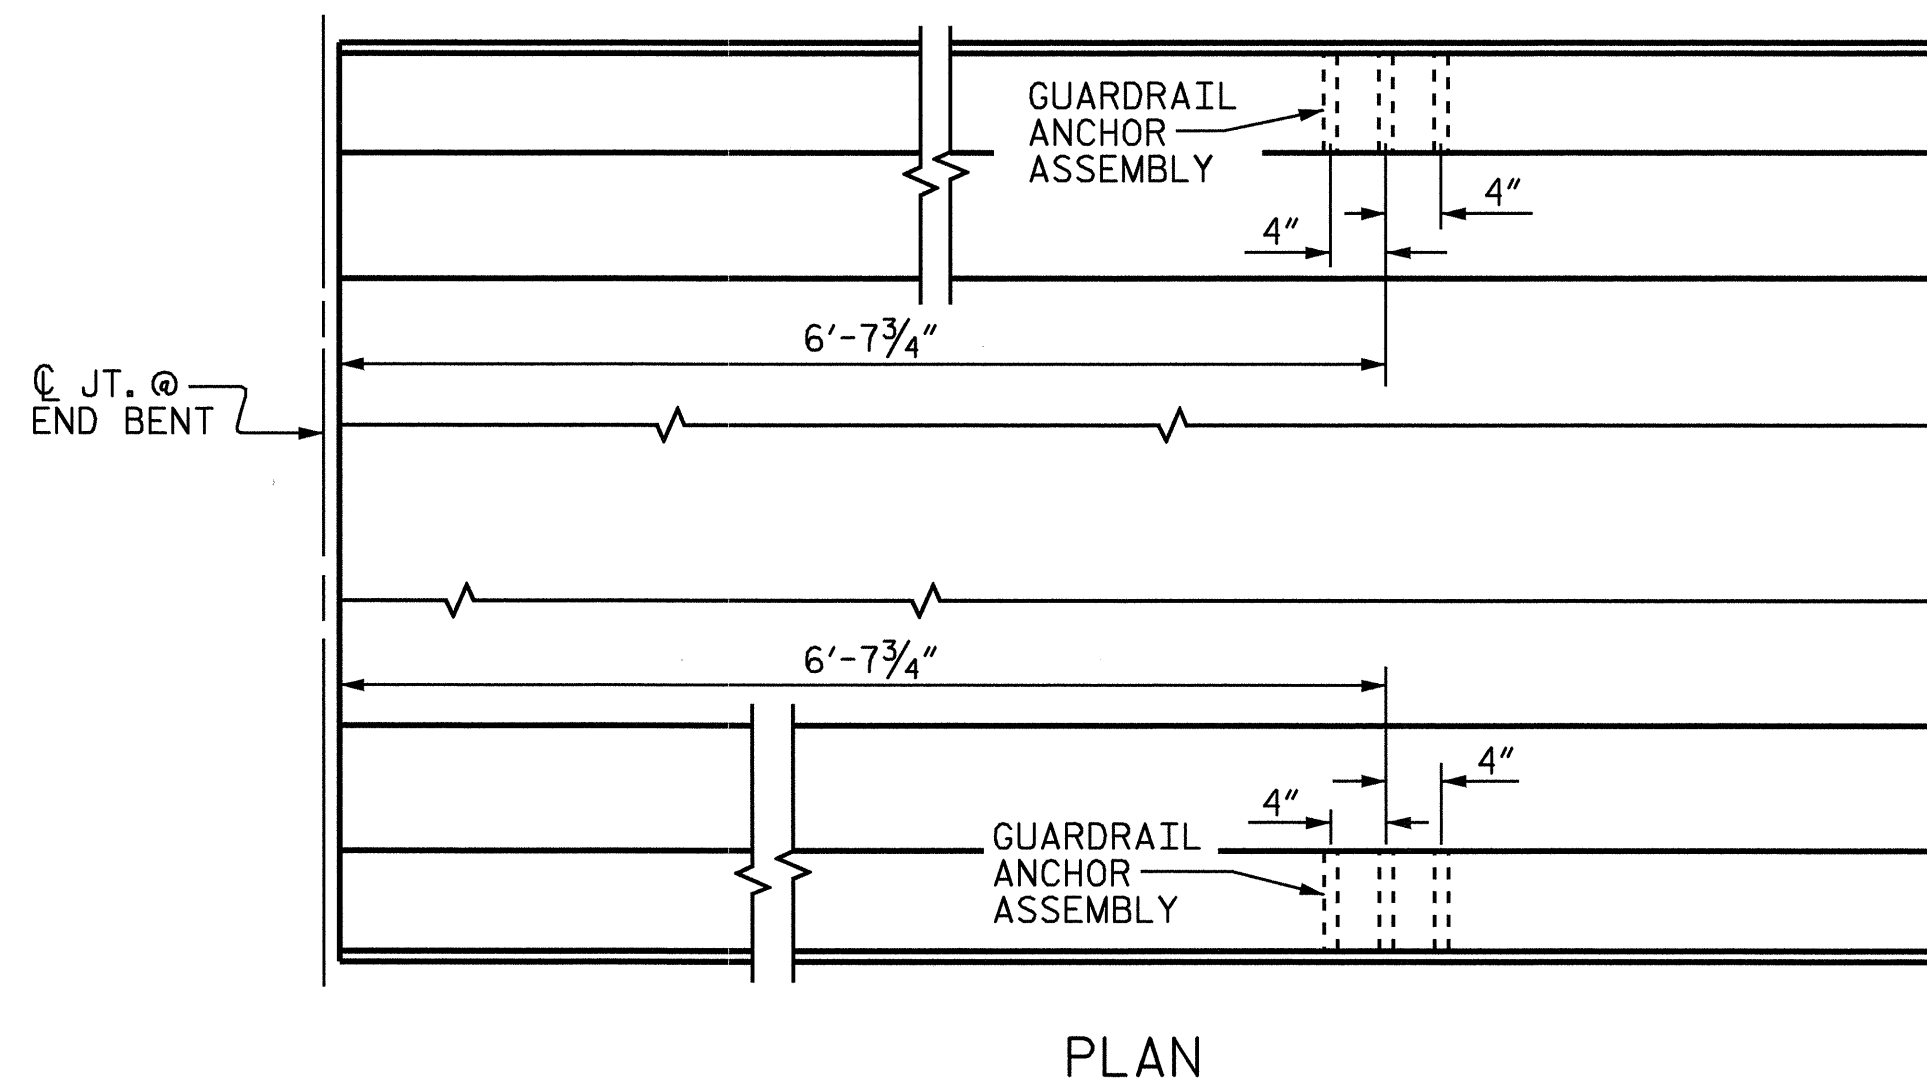 GUARDRAIL
ANCHOR
ASSEMBLY
4"
4"
6'-7¾"
℄ JT. @
END BENT
6'-7¾"
4"
4"
GUARDRAIL
ANCHOR
ASSEMBLY
PLAN